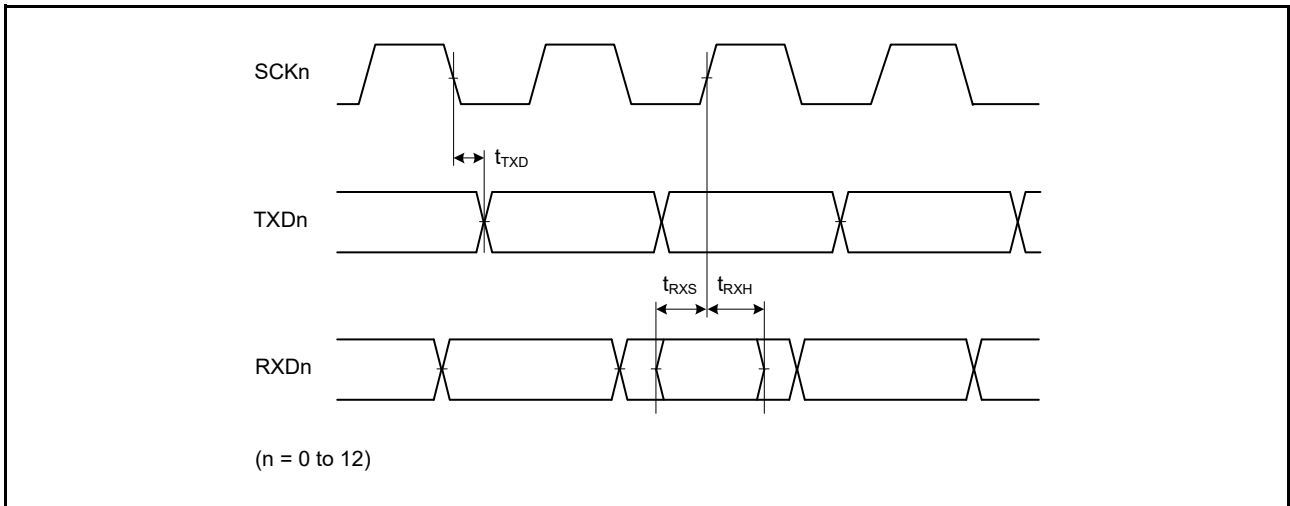 SCKn
tTXD
TXDn
tRXS tRXH
RXDn
(n = 0 to 12)